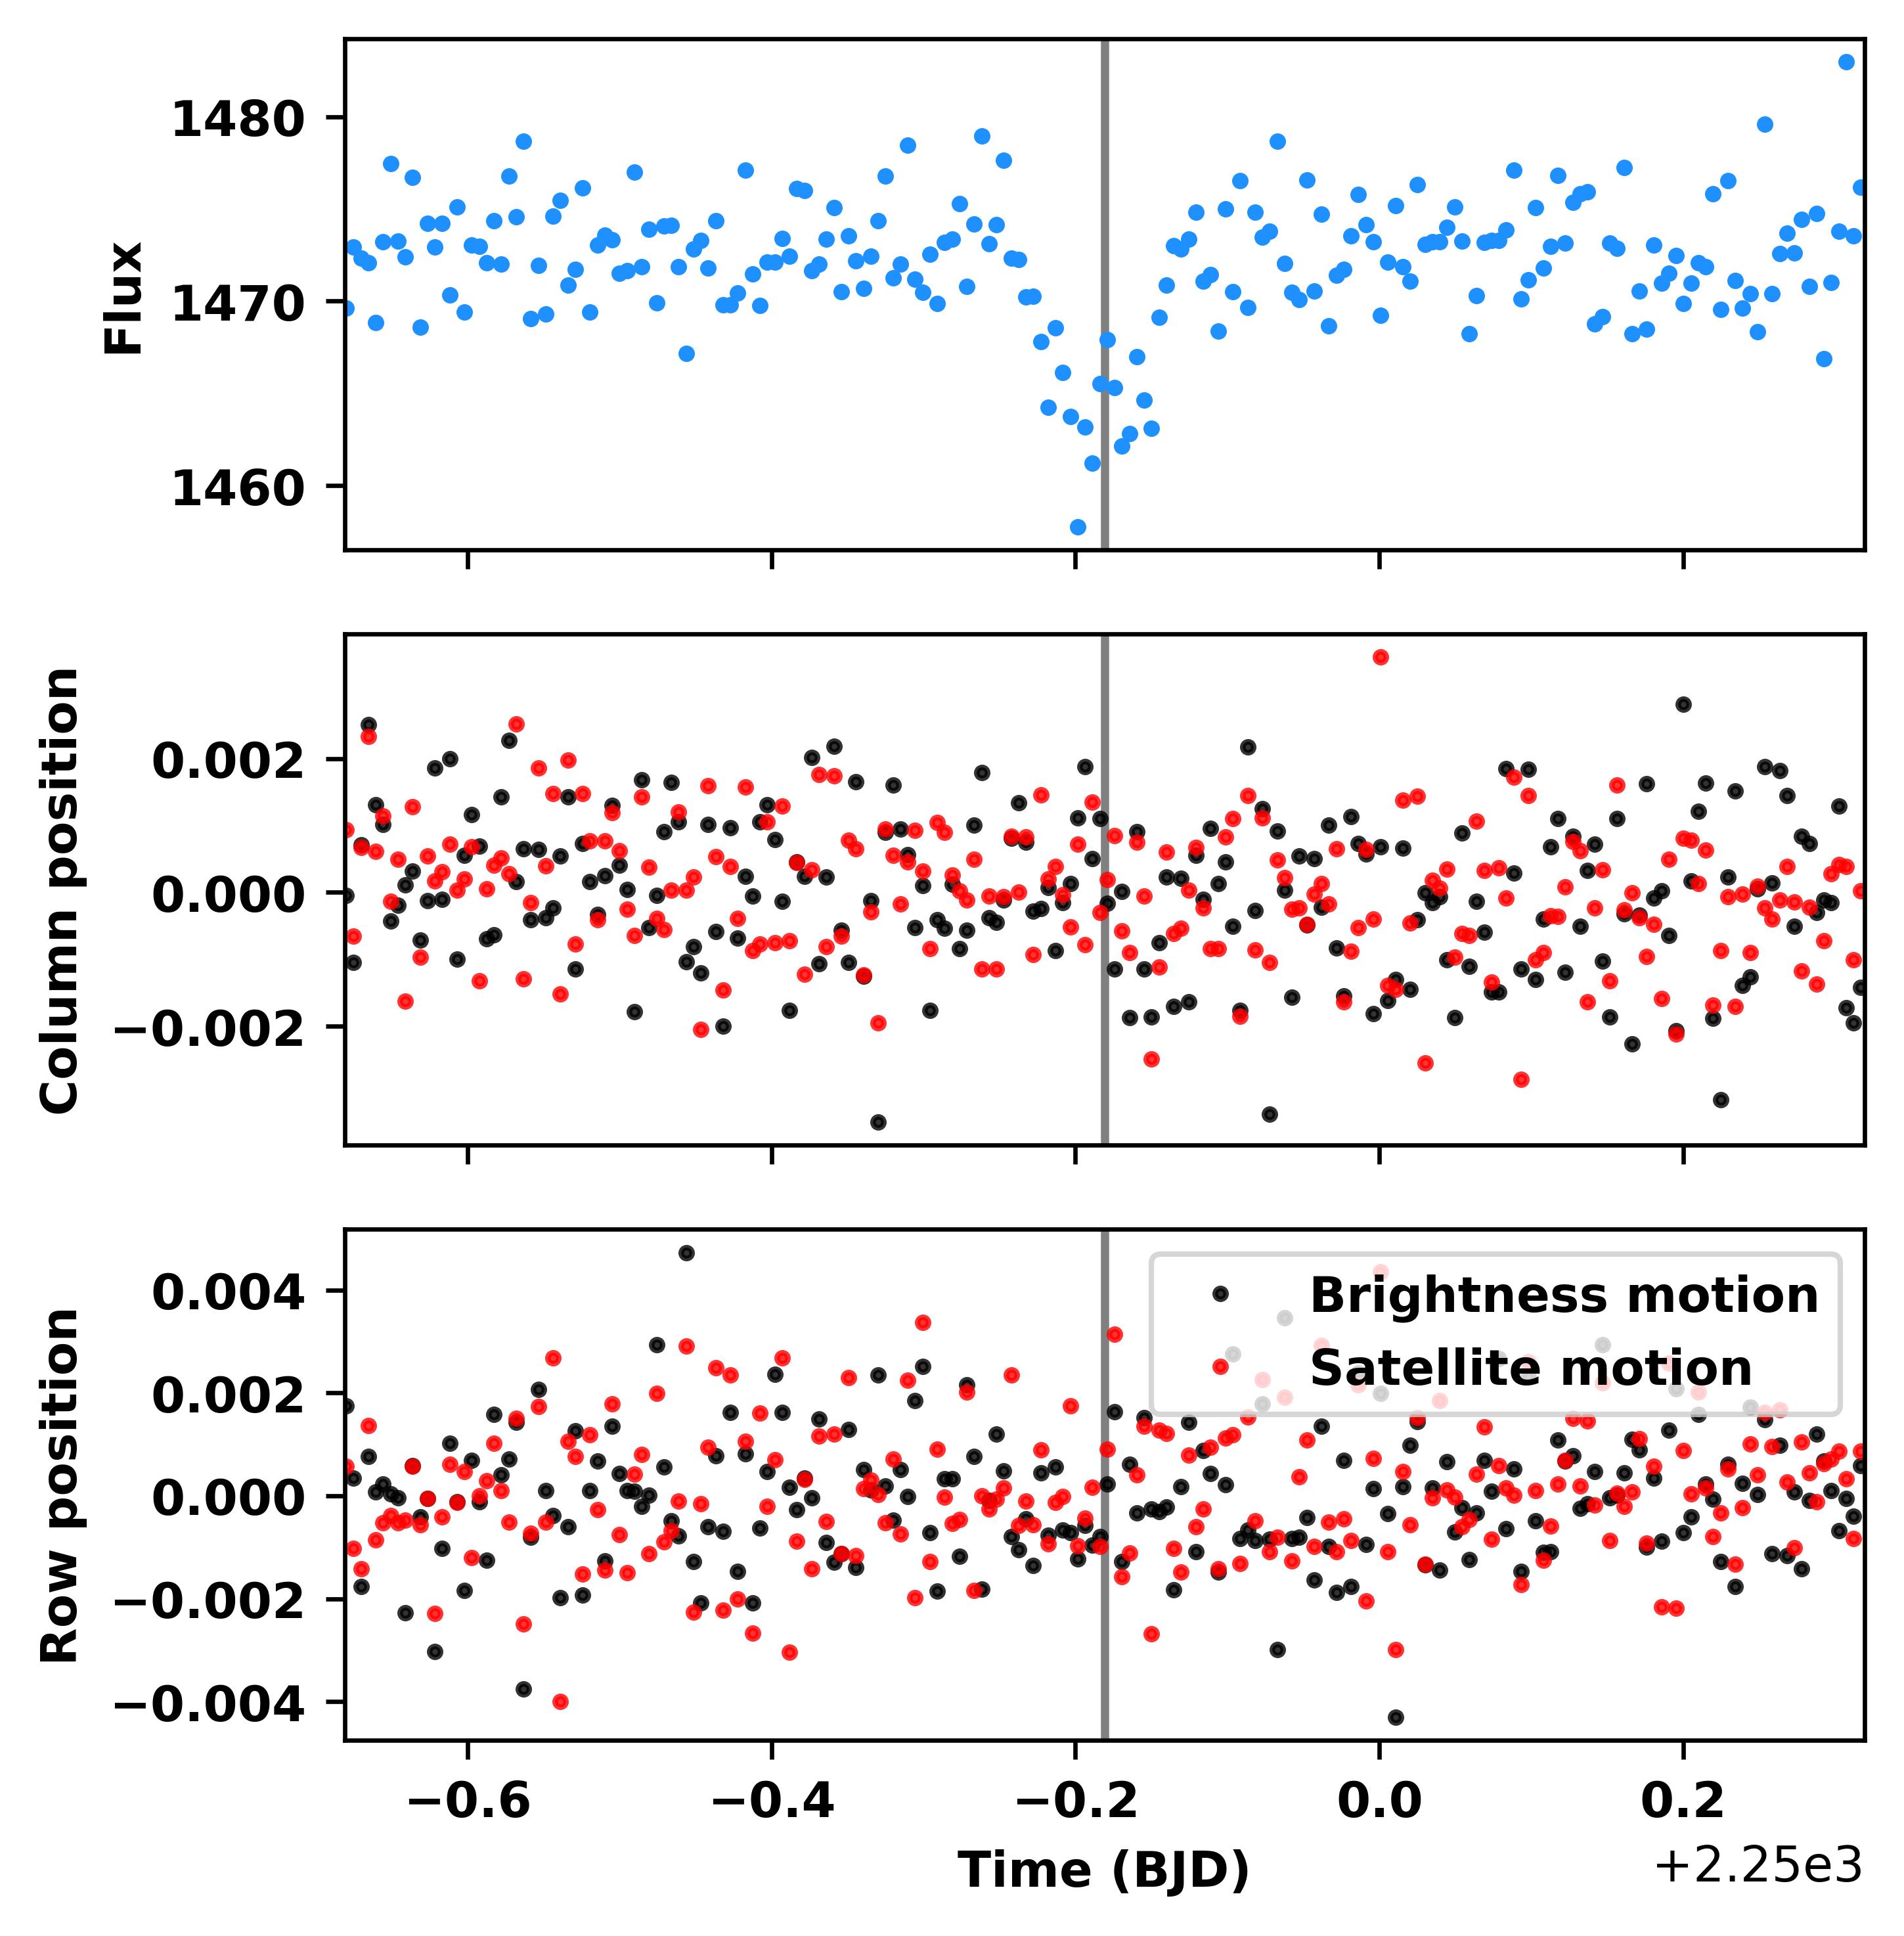 Flux
1480
1470
1460
Column position
0.002
0.000
−0.002
Row position
0.004
0.002
0.000
−0.002
−0.004
Brightness motion
Satellite motion
−0.6 −0.4 −0.2 0.0 0.2
Time (BJD)
+2.25e3